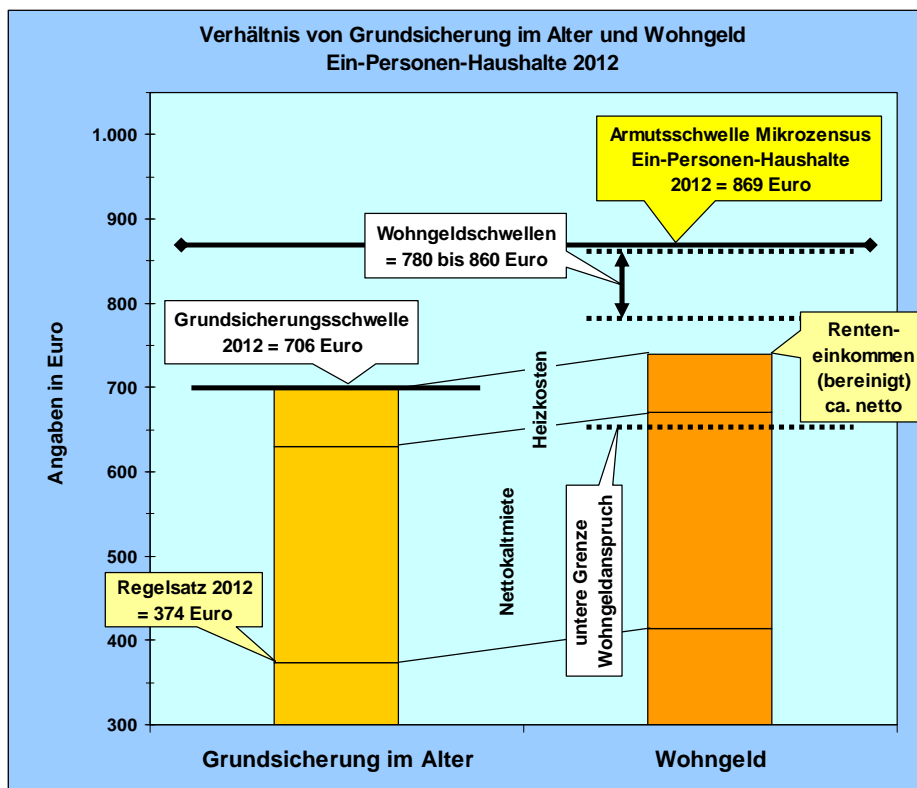 Verhältnis von Grundsicherung im Alter und Wohngeld
Ein-Personen-Haushalte 2012
Angaben in Euro
1.000
900
800
700
600
500
400
300
Armutsschwelle Mikrozensus
Ein-Personen-Haushalte
2012 = 869 Euro
Wohngeldschwellen
= 780 bis 860 Euro
Grundsicherungsschwelle
2012 = 706 Euro
Renten-
einkommen
(bereinigt)
ca. netto
Heizkosten
Nettokaltmiete
untere Grenze
Wohngeldanspruch
Regelsatz 2012
= 374 Euro
Grundsicherung im Alter
Wohngeld